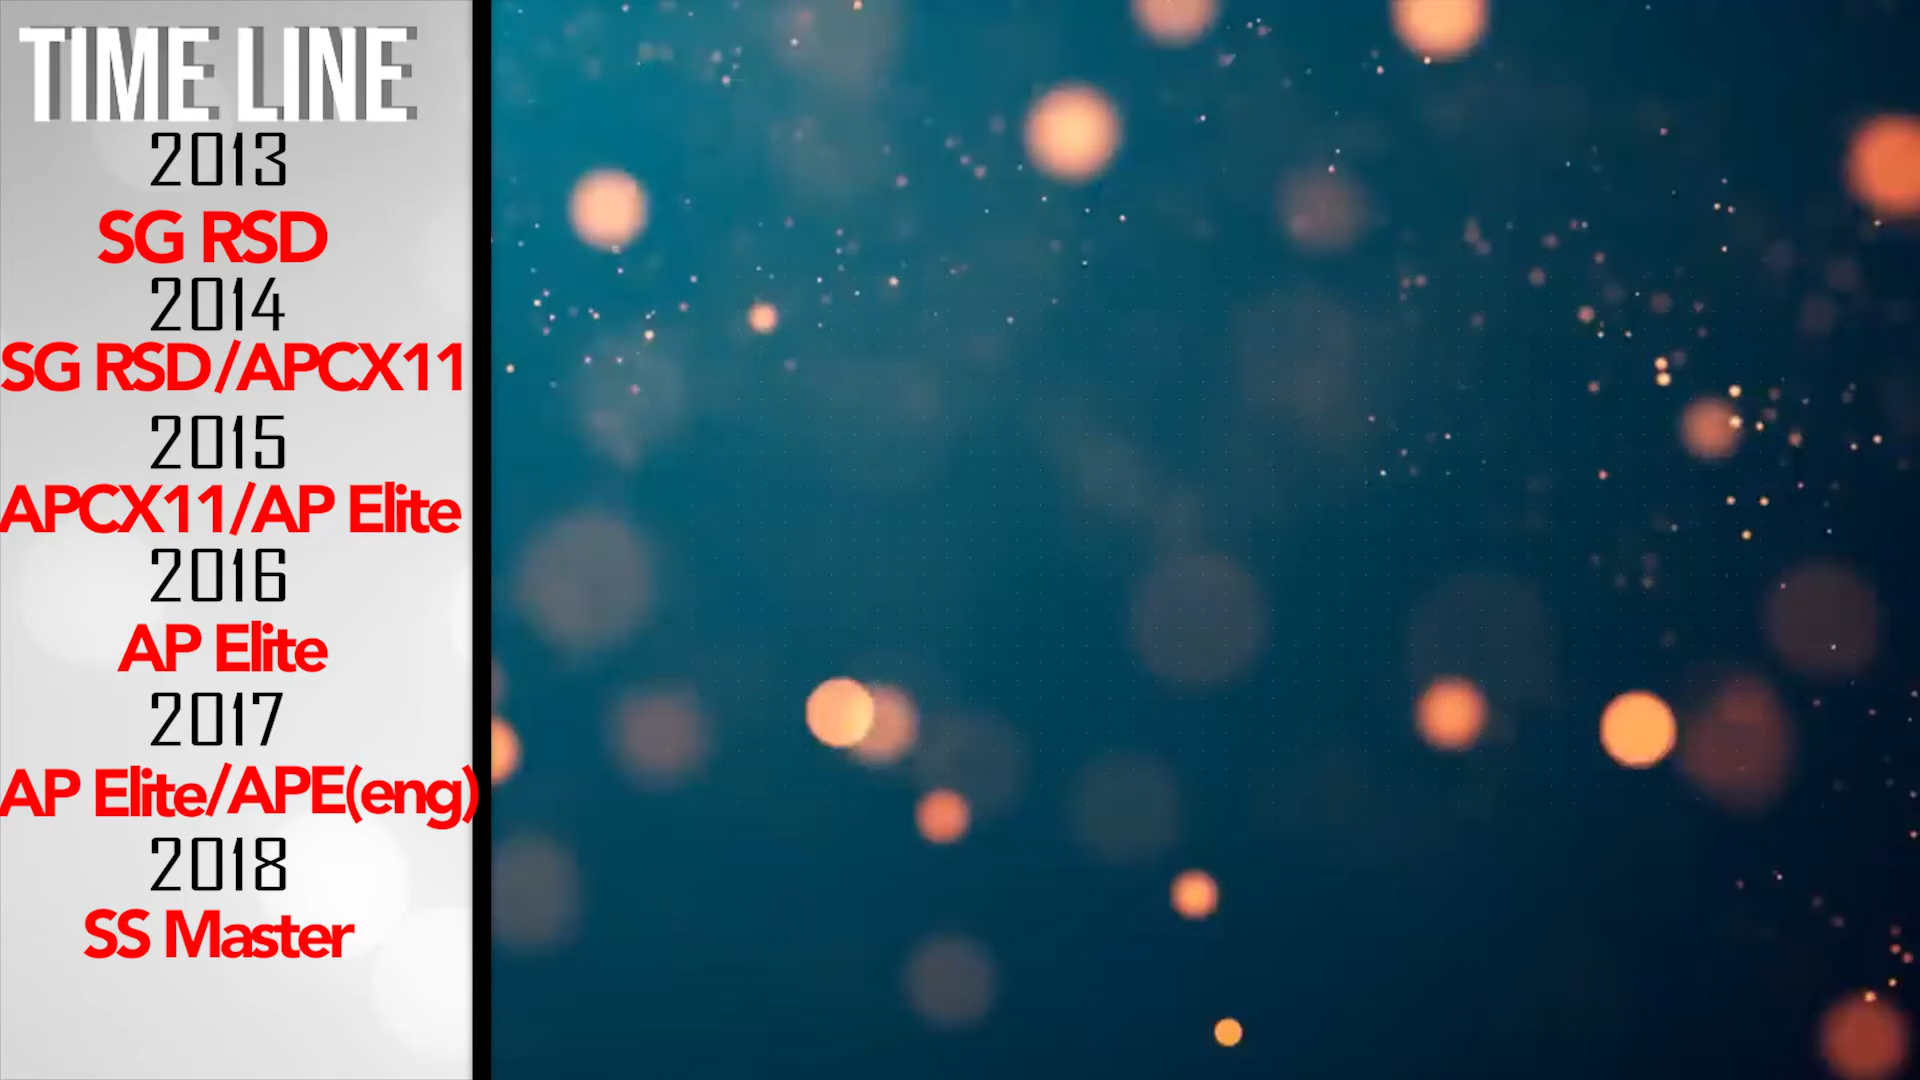 TIME LINE
2013
SG RSD
2014
SG RSD/APCX11
2015
APCX11/AP Elite
2016
AP Elite
2017
AP Elite/APE(eng)
2018
SS Master